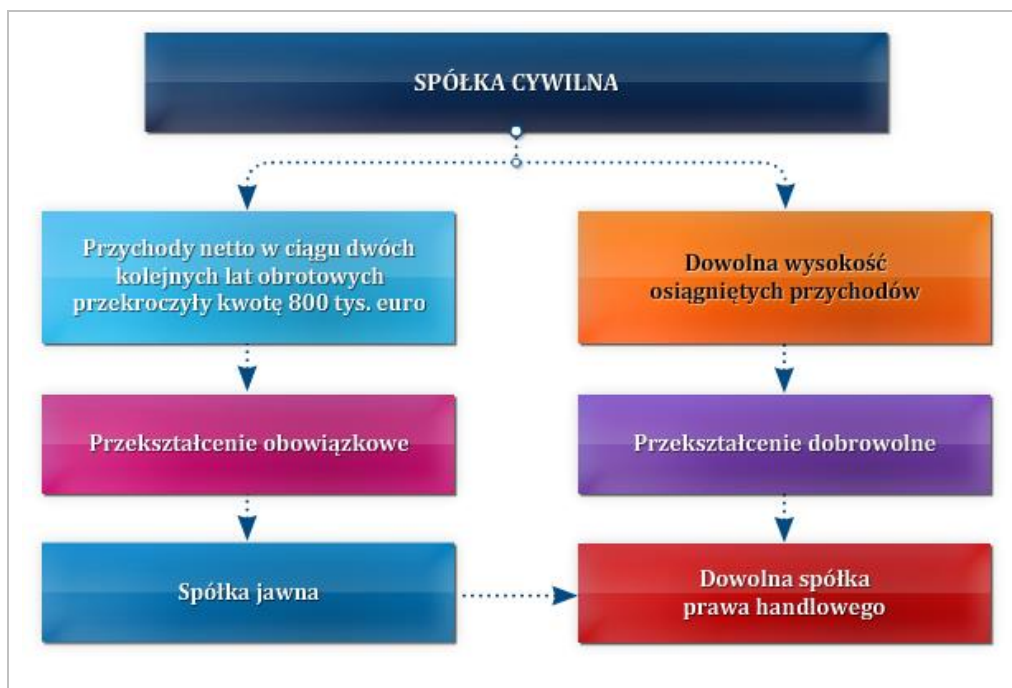 SPÓŁKA CYWILNA
Przychody netto w ciągu dwóch
kolejnych lat obrotowych
przekroczyły kwotę 800 tys. euro
Dowolna wysokość
osiągniętych przychodów
Przekształcenie obowiązkowe
Przekształcenie dobrowolne
Spółka jawna
Dowolna spółka
prawa handlowego